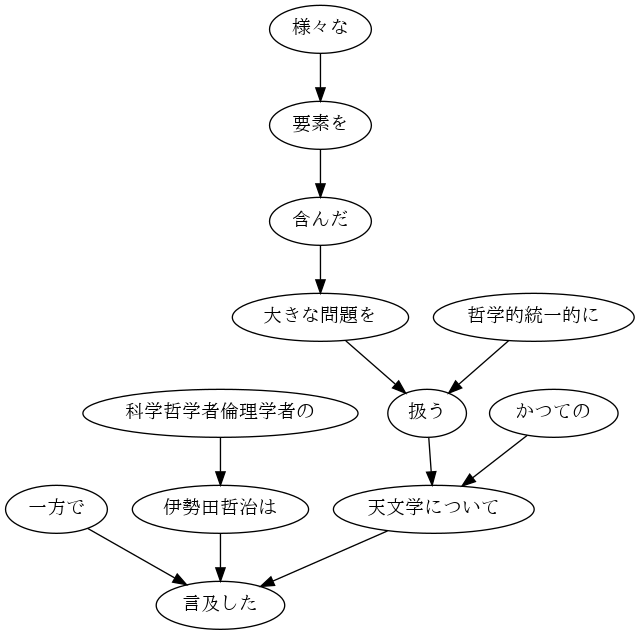 様々な
要素を
含んだ
大きな問題を
哲学的統一的に
科学哲学者倫理学者の
扱う
かつての
一方で
伊勢田哲治は
天文学について
言及した